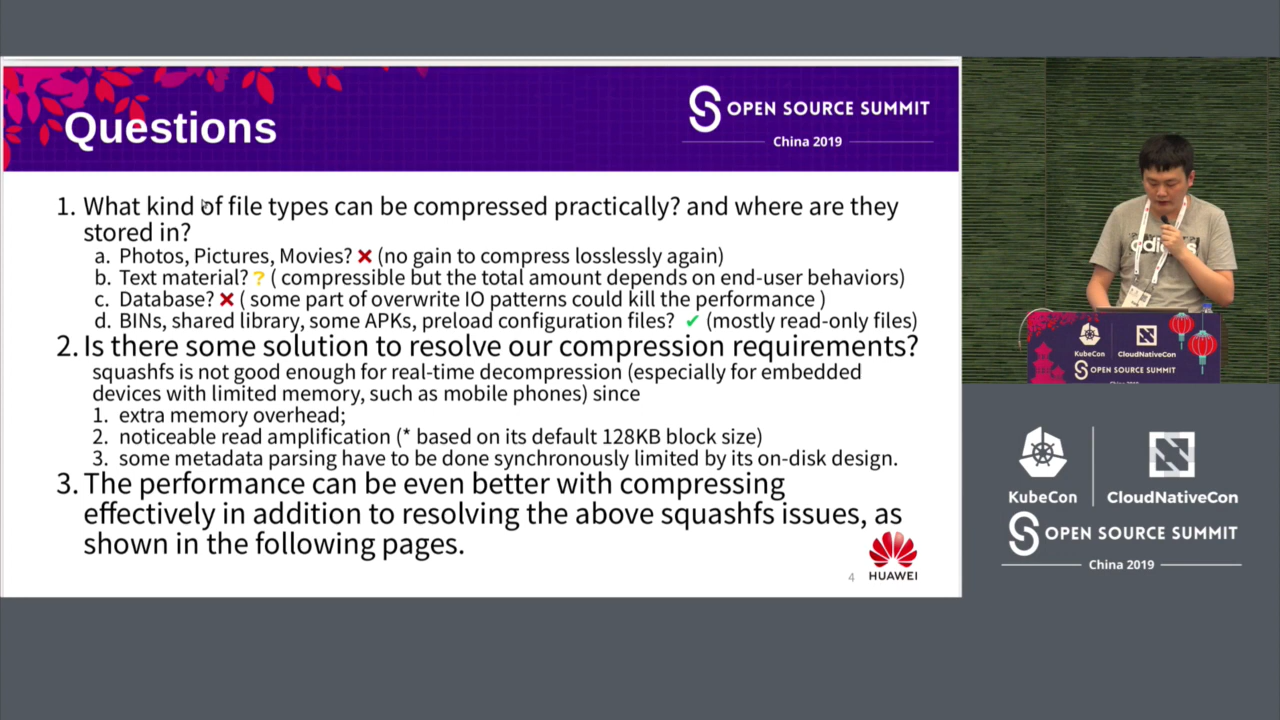 Questions
OPEN SOURCE SUMMIT
China 2019
1. What kind of file types can be compressed practically? and where are they
stored in?
a. Photos, Pictures, Movies? ❌ (no gain to compress losslessly again)
b. Text material? ? ( compressible but the total amount depends on end-user behaviors)
c. Database? ❌ ( some part of overwrite IO patterns could kill the performance )
d. BINs, shared library, some APKs, preload configuration files? ✔ (mostly read-only files)
2. Is there some solution to resolve our compression requirements?
squashfs is not good enough for real-time decompression (especially for embedded
devices with limited memory, such as mobile phones) since
1. extra memory overhead;
2. noticeable read amplification (* based on its default 128KB block size)
3. some metadata parsing have to be done synchronously limited by its on-disk design.
3. The performance can be even better with compressing
effectively in addition to resolving the above squashfs issues, as
shown in the following pages.
4
HUAWEI
adidas
KubeCon
CloudNativeCon
OPEN SOURCE SUMMIT
China 2019
KubeCon
CloudNativeCon
OPEN SOURCE SUMMIT
China 2019